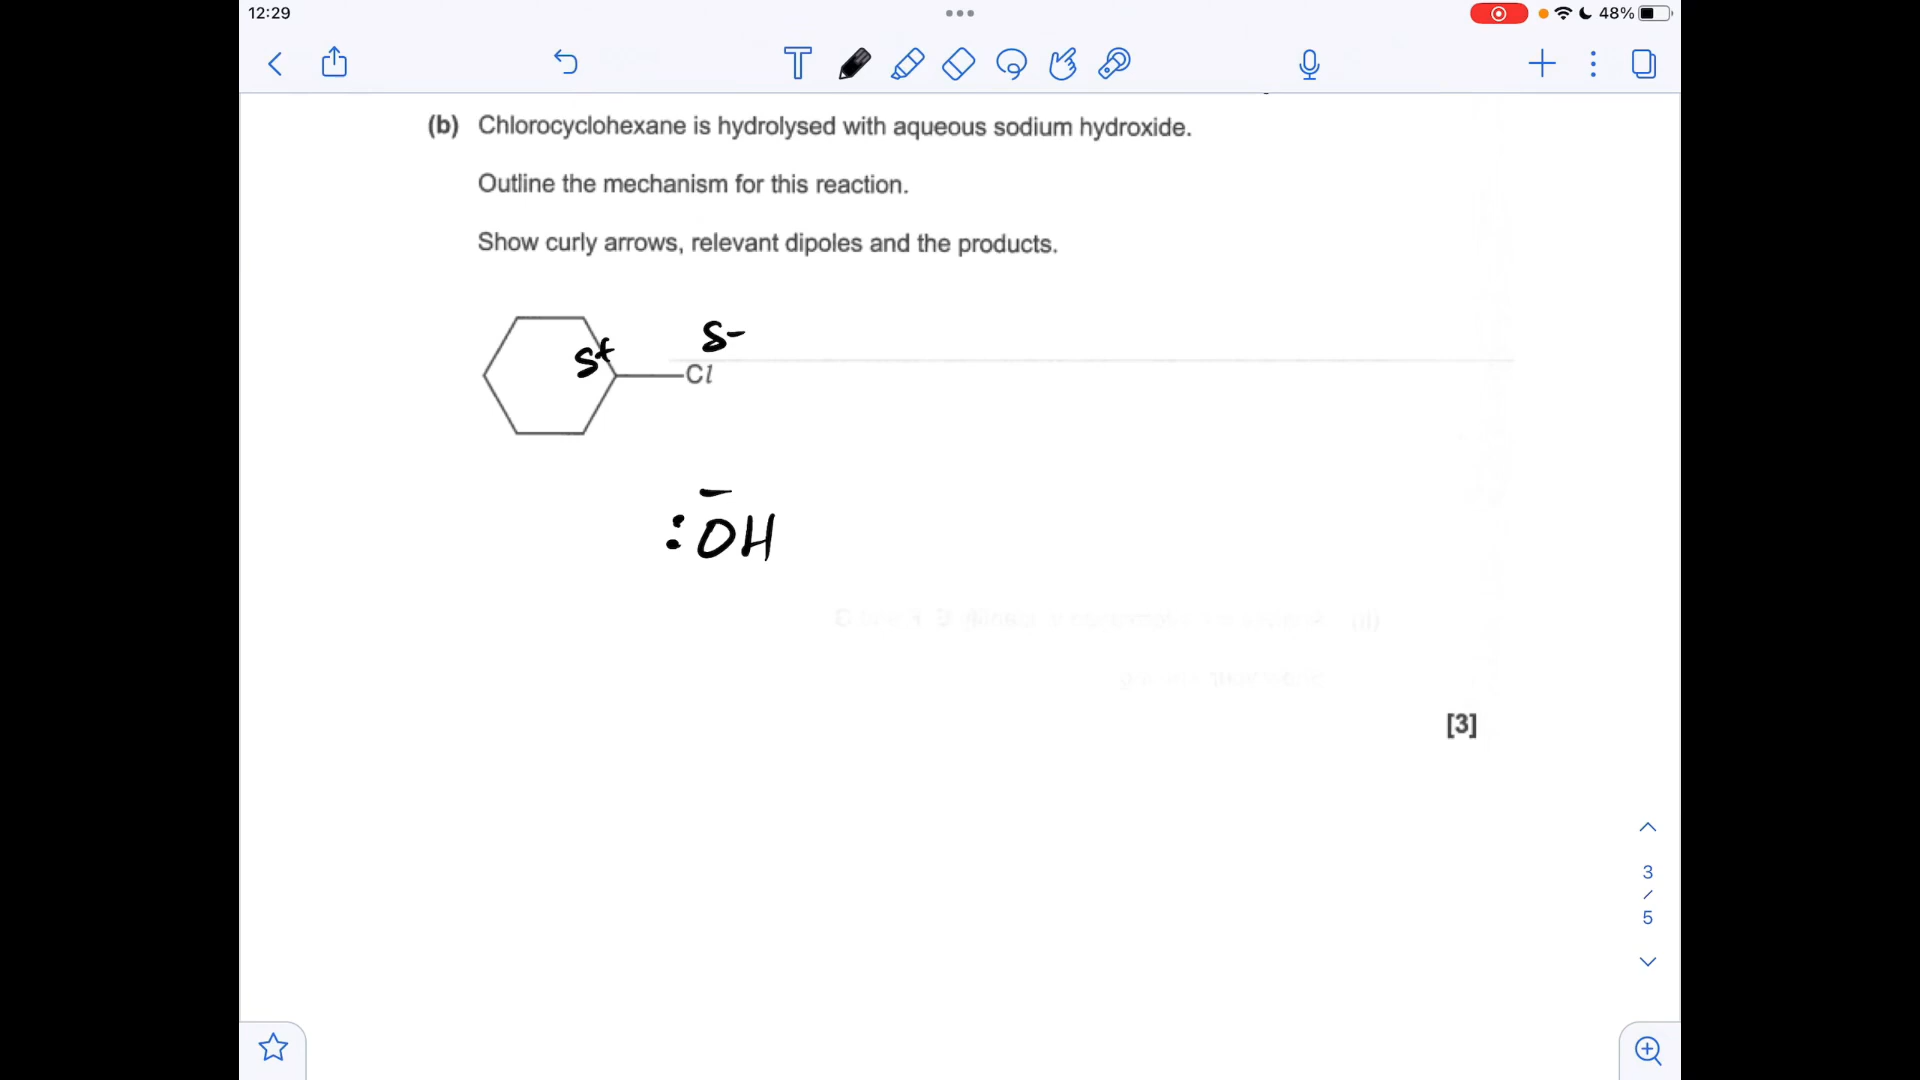 12:29
48%
T
(b) Chlorocyclohexane is hydrolysed with aqueous sodium hydroxide.
Outline the mechanism for this reaction.
Show curly arrows, relevant dipoles and the products.
δ+
δ-
Cl
-
:OH
[3]
3
/
5